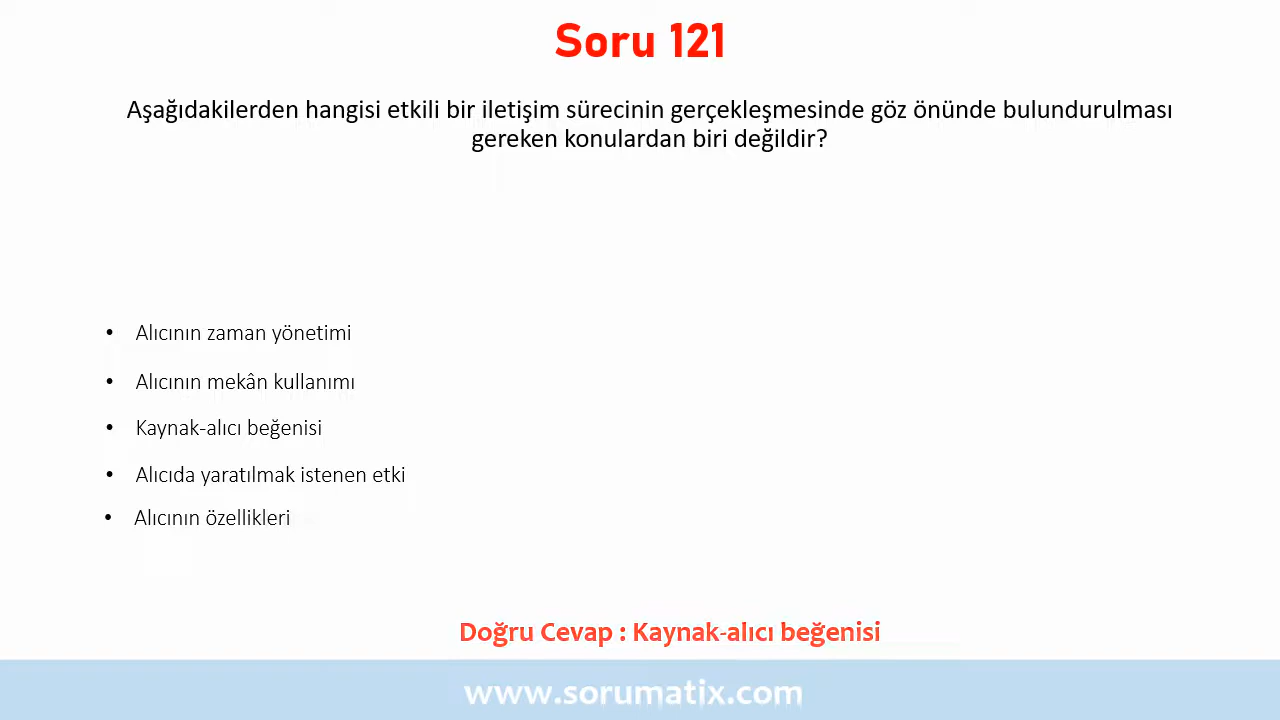 Soru 121
Aşağıdakilerden hangisi etkili bir iletişim sürecinin gerçekleşmesinde göz önünde bulundurulması
gereken konulardan biri değildir?
• Alıcının zaman yönetimi
• Alıcının mekân kullanımı
• Kaynak-alıcı beğenisi
• Alıcıda yaratılmak istenen etki
• Alıcının özellikleri
Doğru Cevap : Kaynak-alıcı beğenisi
www.sorumatix.com